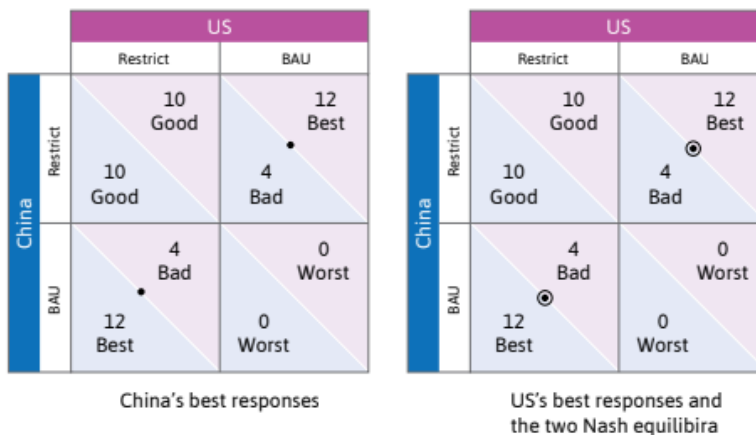 US
US
Restrict
BAU
Restrict
BAU
China
Restrict
10
Good
12
Best
10
Good
4
Bad
BAU
4
Bad
0
Worst
12
Best
0
Worst
China
Restrict
10
Good
12
Best
10
Good
4
Bad
BAU
4
Bad
0
Worst
12
Best
0
Worst
China's best responses
US's best responses and
the two Nash equilibira